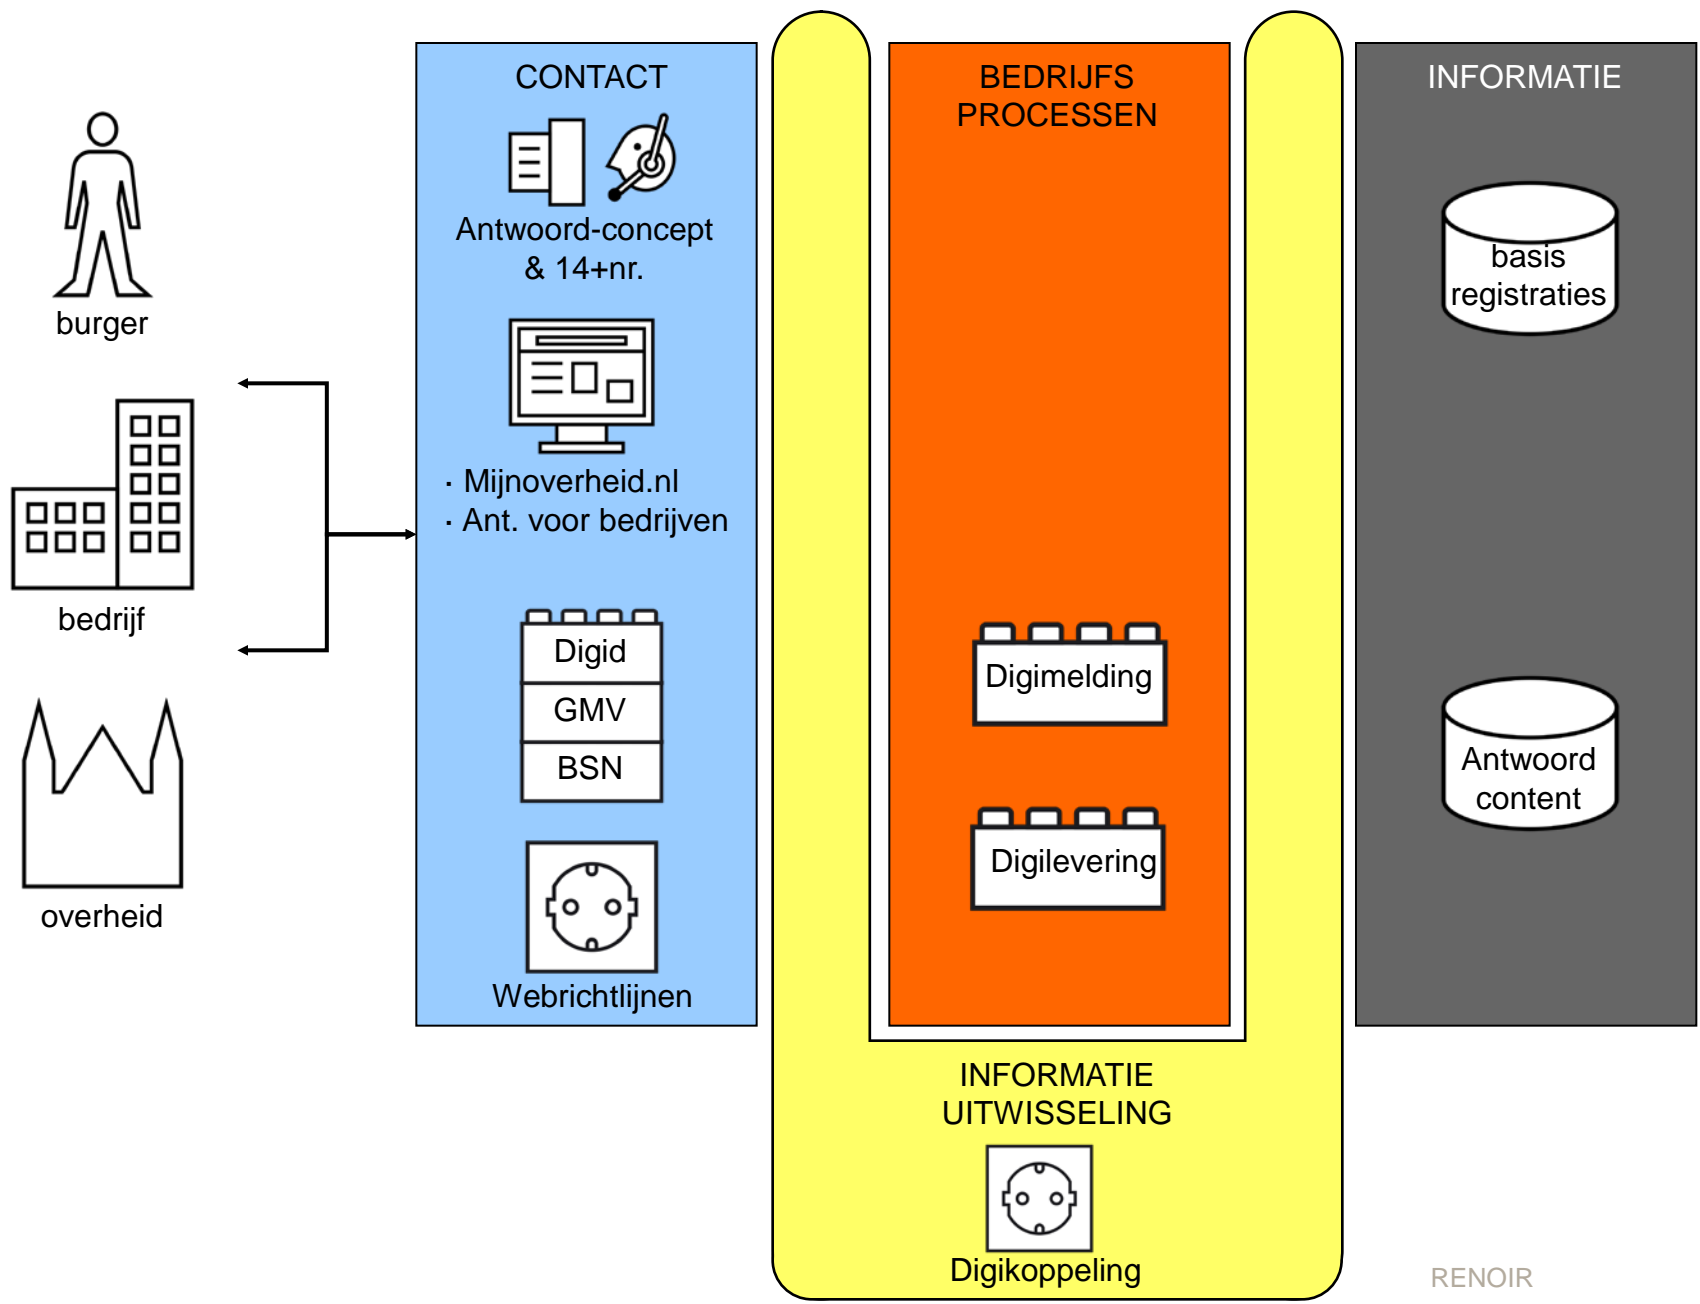 burger
bedrijf
overheid
CONTACT
Antwoord-concept
& 14+nr.
· Mijnoverheid.nl
· Ant. voor bedrijven
Digid
GMV
BSN
Webrichtlijnen
BEDRIJFS
PROCESSEN
Digimelding
Digilevering
INFORMATIE
UITWISSELING
Digikoppeling
INFORMATIE
basis
registraties
Antwoord
content
RENOIR